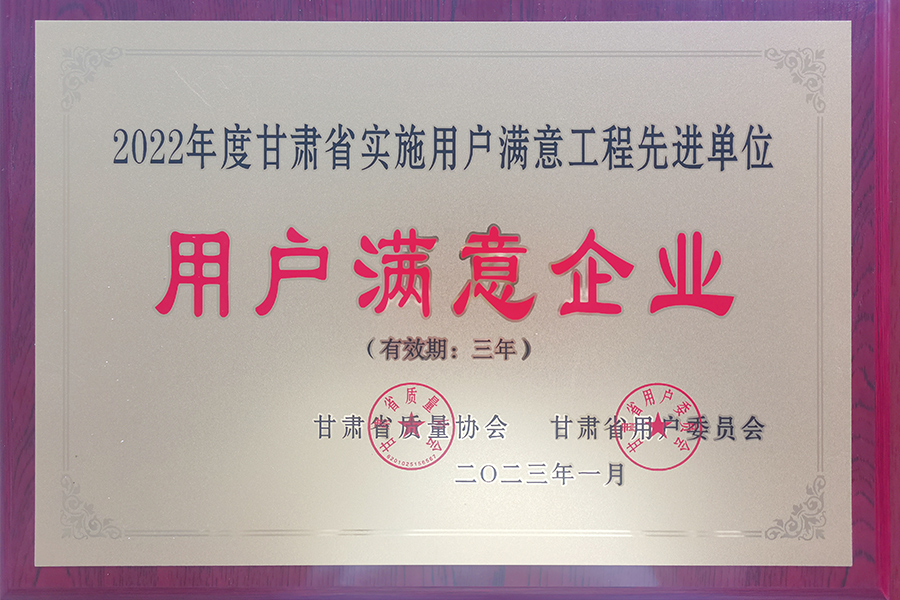 2022年度甘肃省实施用户满意工程先进单位
用户满意企业
（有效期：三年）
甘肃省质量协会 甘肃省用户委员会
二〇二三年一月